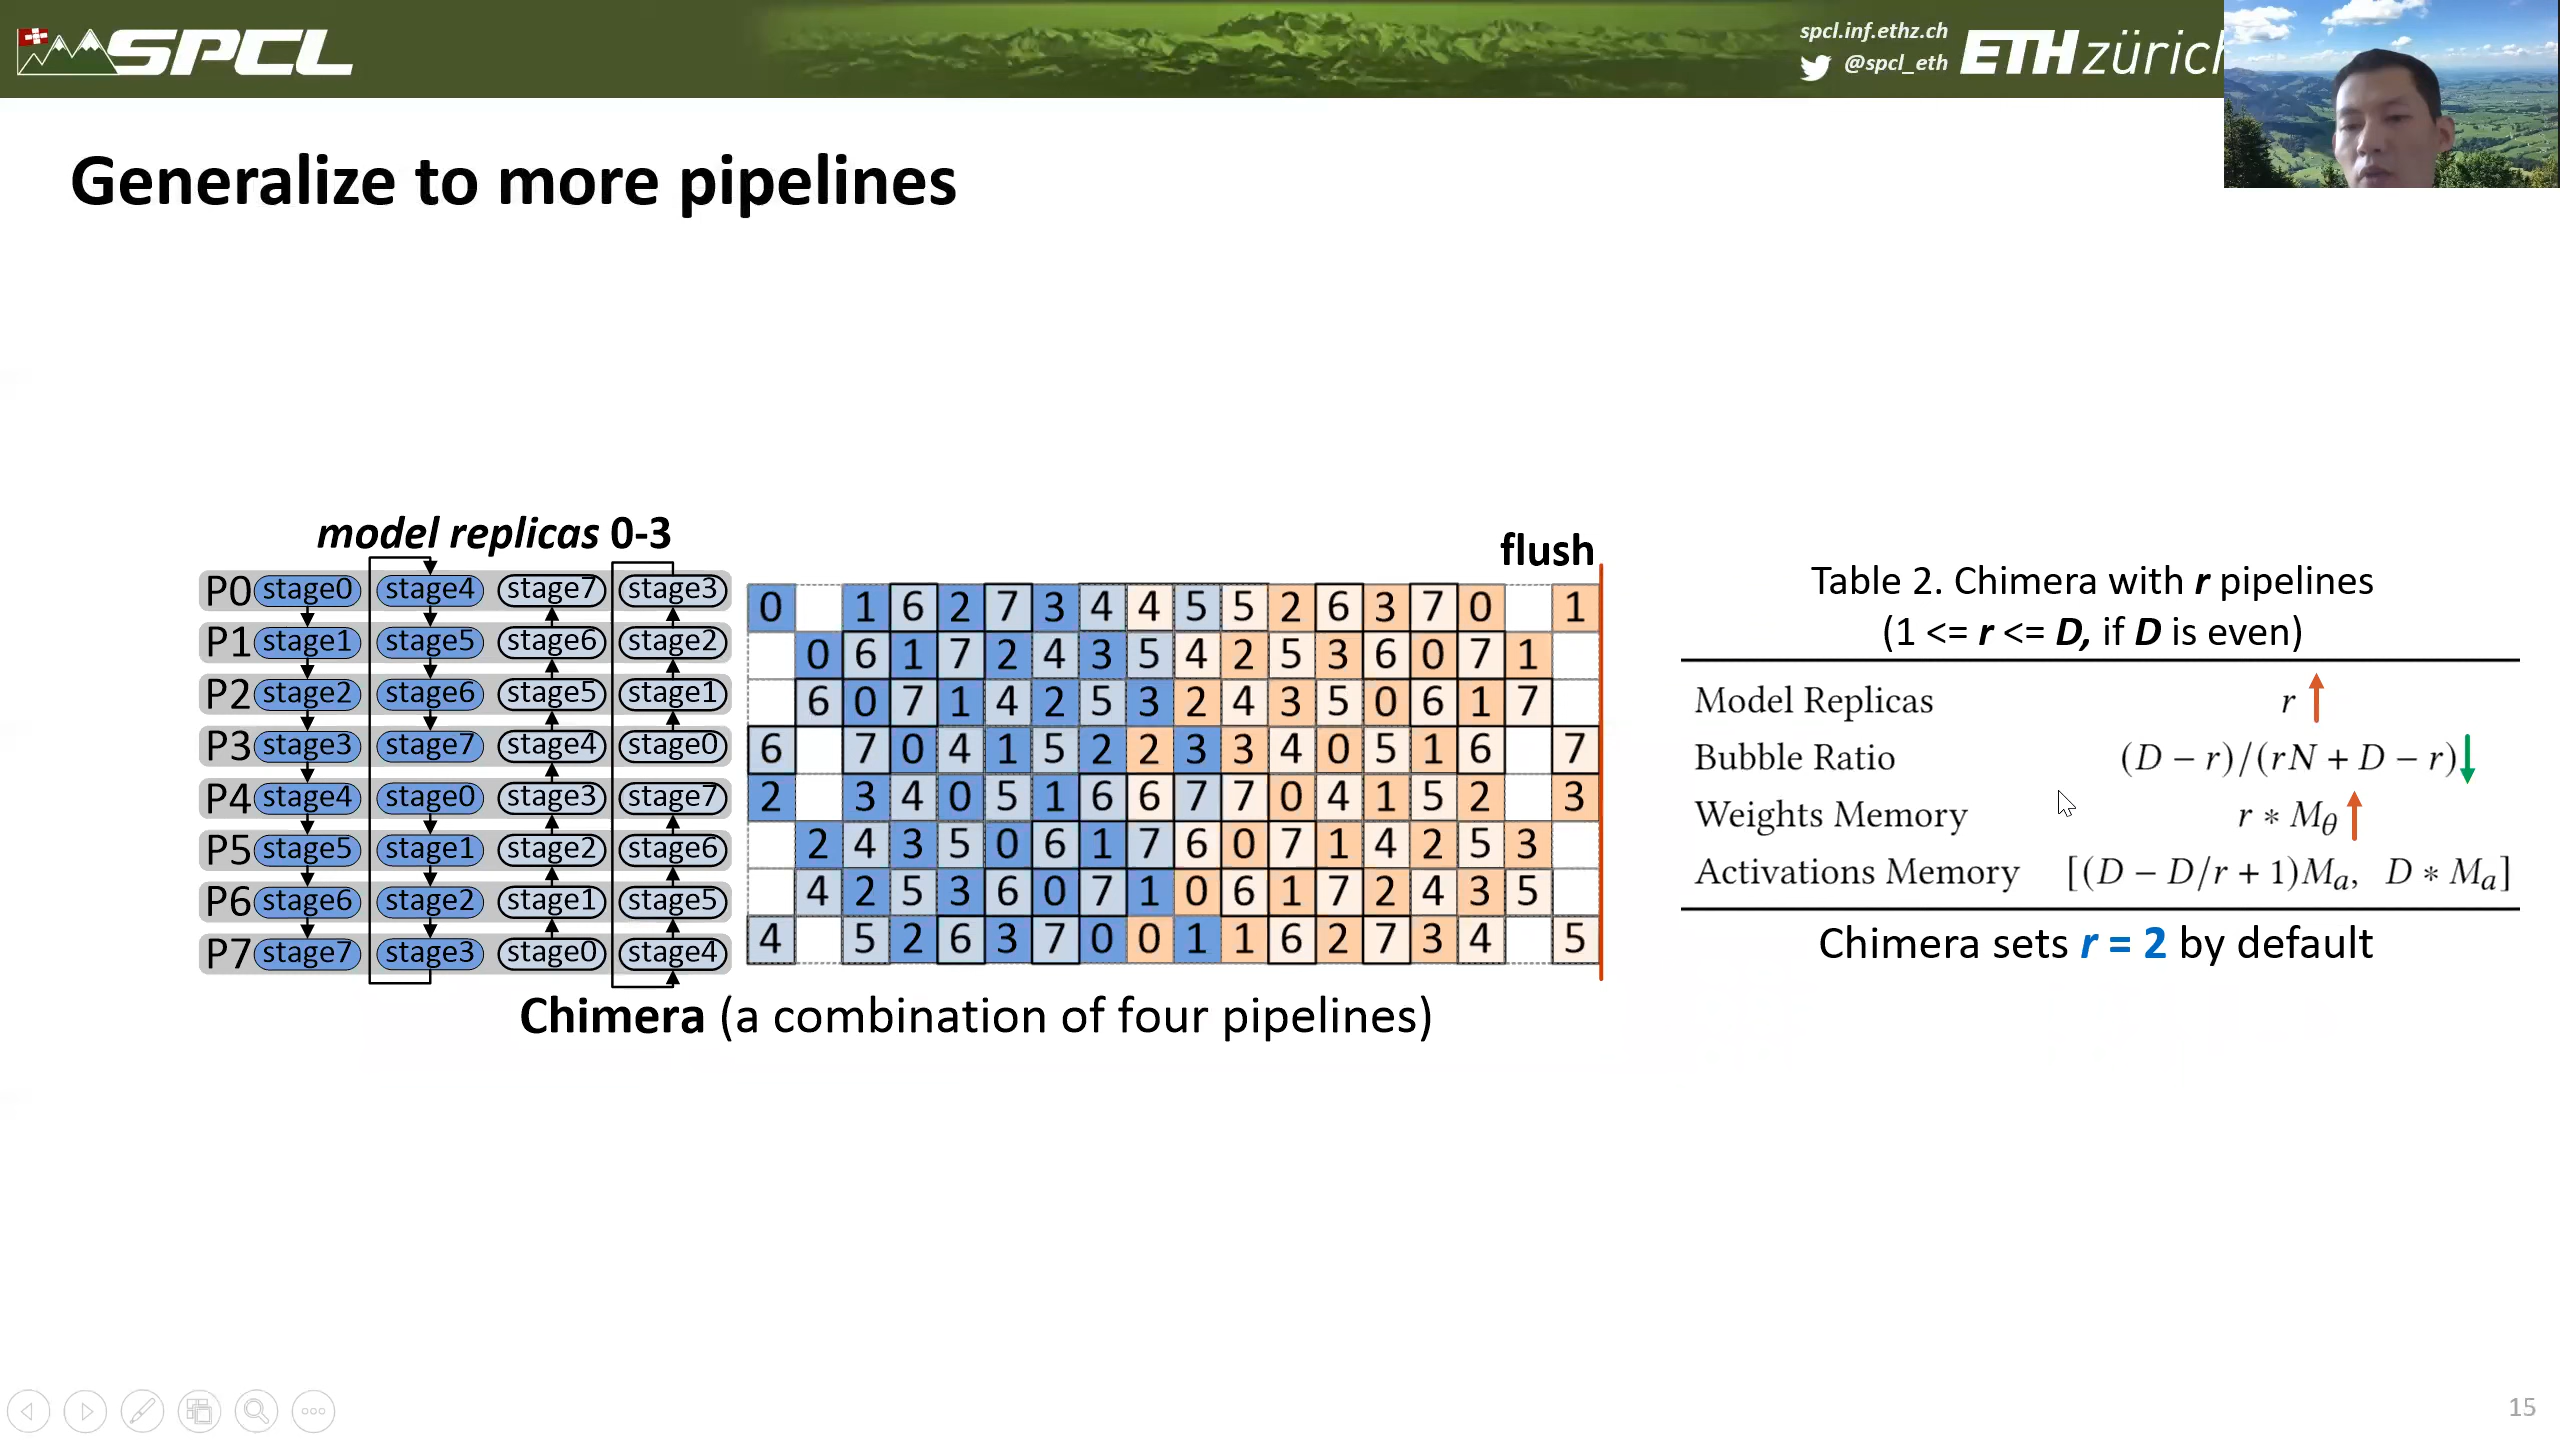 SPCL
spcl.inf.ethz.ch
@spcl_eth
ETH züric
Generalize to more pipelines
model replicas 0-3
flush
P0 stage0 stage4 stage7 stage3
P1 stage1 stage5 stage6 stage2
P2 stage2 stage6 stage5 stage1
P3 stage3 stage7 stage4 stage0
P4 stage4 stage0 stage3 stage7
P5 stage5 stage1 stage2 stage6
P6 stage6 stage2 stage1 stage5
P7 stage7 stage3 stage0 stage4
0 1 6 2 7 3 4 4 5 5 2 6 3 7 0 1
0 6 1 7 2 4 3 5 4 2 5 3 6 0 7 1
6 0 7 1 4 2 5 3 2 4 3 5 0 6 1 7
6 7 0 4 1 5 2 2 3 3 4 0 5 1 6 7
2 3 4 0 5 1 6 6 7 7 0 4 1 5 2 3
2 4 3 5 0 6 1 7 6 0 7 1 4 2 5 3
4 2 5 3 6 0 7 1 0 6 1 7 2 4 3 5
4 5 2 6 3 7 0 0 1 1 6 2 7 3 4 5
Chimera (a combination of four pipelines)
Table 2. Chimera with r pipelines
(1 <= r <= D, if D is even)
Model Replicas r
Bubble Ratio (D − r)/(rN + D − r)
Weights Memory r ∗ Mθ
Activations Memory [(D − D/r + 1)Ma, D ∗ Ma]
Chimera sets r = 2 by default
15